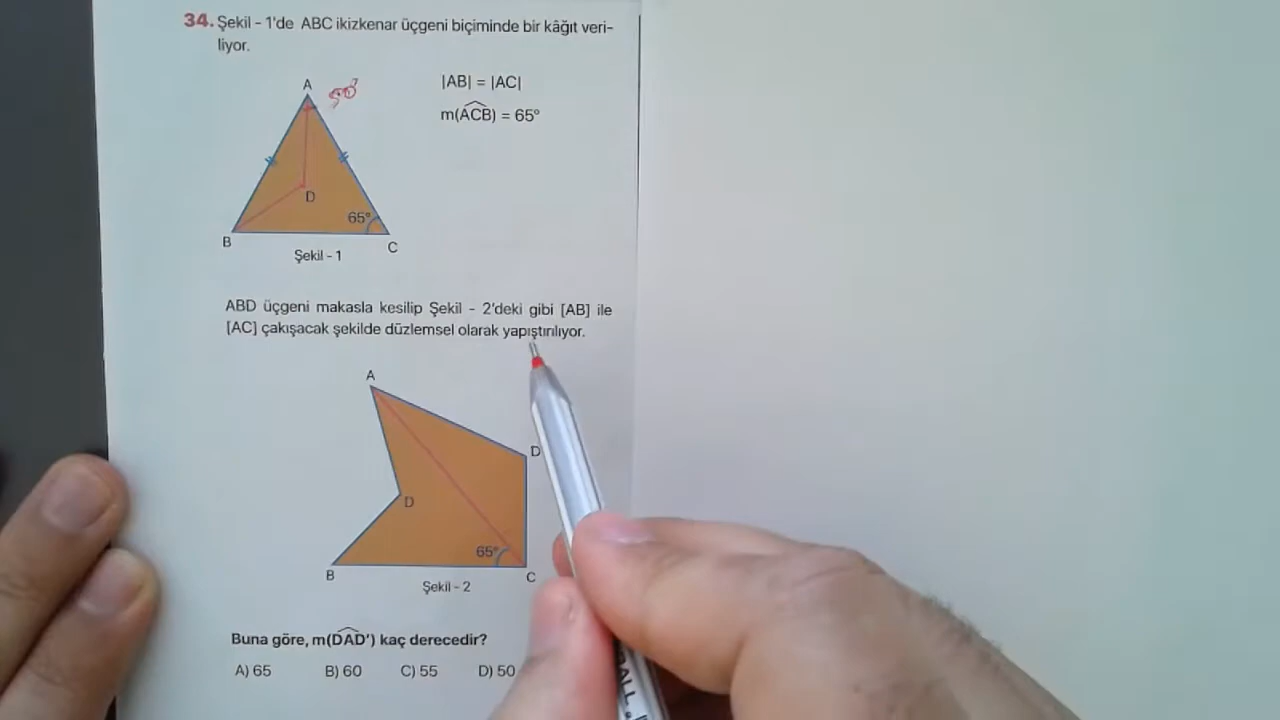 34. Şekil - 1'de ABC ikizkenar üçgeni biçiminde bir kâğıt veri-
liyor.
A
50°
|AB| = |AC|
m(ACB) = 65°
D
65°
B
C
Şekil - 1
ABD üçgeni makasla kesilip Şekil - 2'deki gibi [AB] ile
[AC] çakışacak şekilde düzlemsel olarak yapıştırılıyor.
A
D
D
65°
B
C
Şekil - 2
Buna göre, m(DAD') kaç derecedir?
A) 65 B) 60 C) 55 D) 50